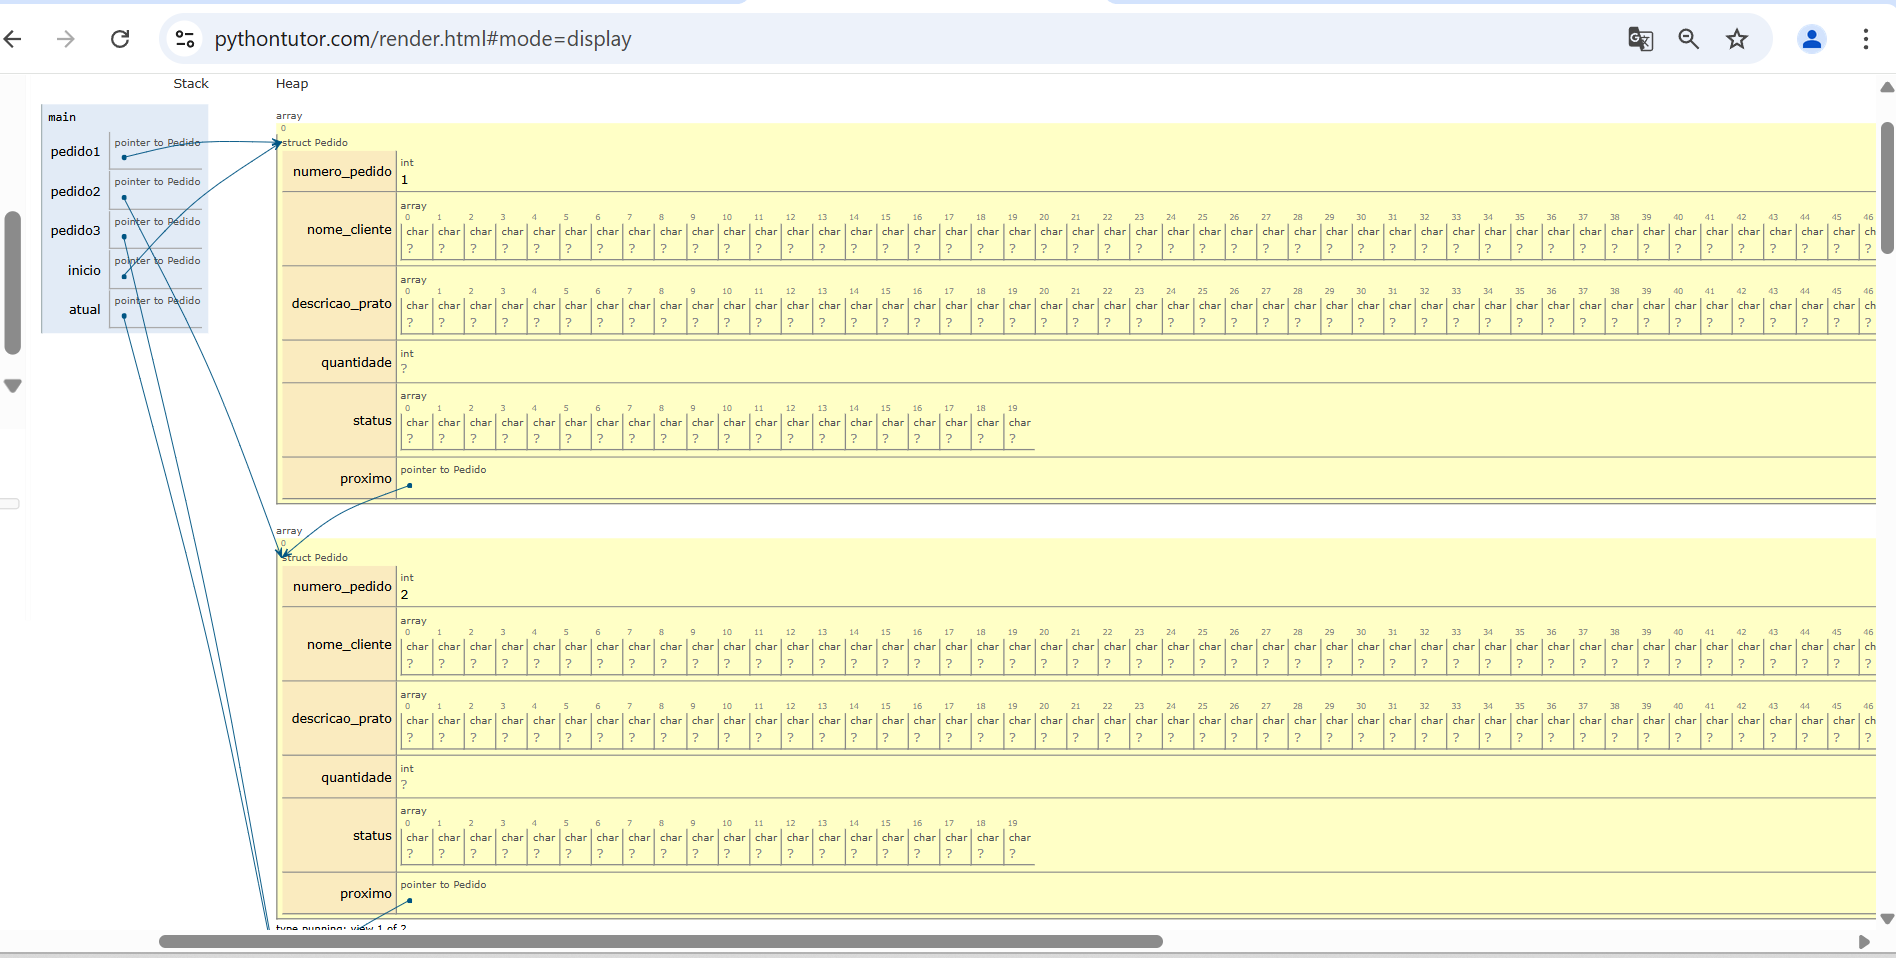 pythontutor.com/render.html#mode=display
Stack Heap
main
pedido1 pointer to Pedido
pedido2 pointer to Pedido
pedido3 pointer to Pedido
inicio pointer to Pedido
atual pointer to Pedido
array
0
struct Pedido
numero_pedido int
1
nome_cliente array
0 1 2 3 4 5 6 7 8 9 10 11 12 13 14 15 16 17 18 19 20 21 22 23 24 25 26 27 28 29 30 31 32 33 34 35 36 37 38 39 40 41 42 43 44 45 46
char char char char char char char char char char char char char char char char char char char char char char char char char char char char char char char char char char char char char char char char char char char char char char ch
? ? ? ? ? ? ? ? ? ? ? ? ? ? ? ? ? ? ? ? ? ? ? ? ? ? ? ? ? ? ? ? ? ? ? ? ? ? ? ? ? ? ? ? ? ? ?
descricao_prato array
0 1 2 3 4 5 6 7 8 9 10 11 12 13 14 15 16 17 18 19 20 21 22 23 24 25 26 27 28 29 30 31 32 33 34 35 36 37 38 39 40 41 42 43 44 45 46
char char char char char char char char char char char char char char char char char char char char char char char char char char char char char char char char char char char char char char char char char char char char char char ch
? ? ? ? ? ? ? ? ? ? ? ? ? ? ? ? ? ? ? ? ? ? ? ? ? ? ? ? ? ? ? ? ? ? ? ? ? ? ? ? ? ? ? ? ? ? ?
quantidade int
?
status array
0 1 2 3 4 5 6 7 8 9 10 11 12 13 14 15 16 17 18 19
char char char char char char char char char char char char char char char char char char char char
? ? ? ? ? ? ? ? ? ? ? ? ? ? ? ? ? ? ? ?
proximo pointer to Pedido
array
0
struct Pedido
numero_pedido int
2
nome_cliente array
0 1 2 3 4 5 6 7 8 9 10 11 12 13 14 15 16 17 18 19 20 21 22 23 24 25 26 27 28 29 30 31 32 33 34 35 36 37 38 39 40 41 42 43 44 45 46
char char char char char char char char char char char char char char char char char char char char char char char char char char char char char char char char char char char char char char char char char char char char char char ch
? ? ? ? ? ? ? ? ? ? ? ? ? ? ? ? ? ? ? ? ? ? ? ? ? ? ? ? ? ? ? ? ? ? ? ? ? ? ? ? ? ? ? ? ? ? ?
descricao_prato array
0 1 2 3 4 5 6 7 8 9 10 11 12 13 14 15 16 17 18 19 20 21 22 23 24 25 26 27 28 29 30 31 32 33 34 35 36 37 38 39 40 41 42 43 44 45 46
char char char char char char char char char char char char char char char char char char char char char char char char char char char char char char char char char char char char char char char char char char char char char char ch
? ? ? ? ? ? ? ? ? ? ? ? ? ? ? ? ? ? ? ? ? ? ? ? ? ? ? ? ? ? ? ? ? ? ? ? ? ? ? ? ? ? ? ? ? ? ?
quantidade int
?
status array
0 1 2 3 4 5 6 7 8 9 10 11 12 13 14 15 16 17 18 19
char char char char char char char char char char char char char char char char char char char char
? ? ? ? ? ? ? ? ? ? ? ? ? ? ? ? ? ? ? ?
proximo pointer to Pedido
type punning: view 1 of 2